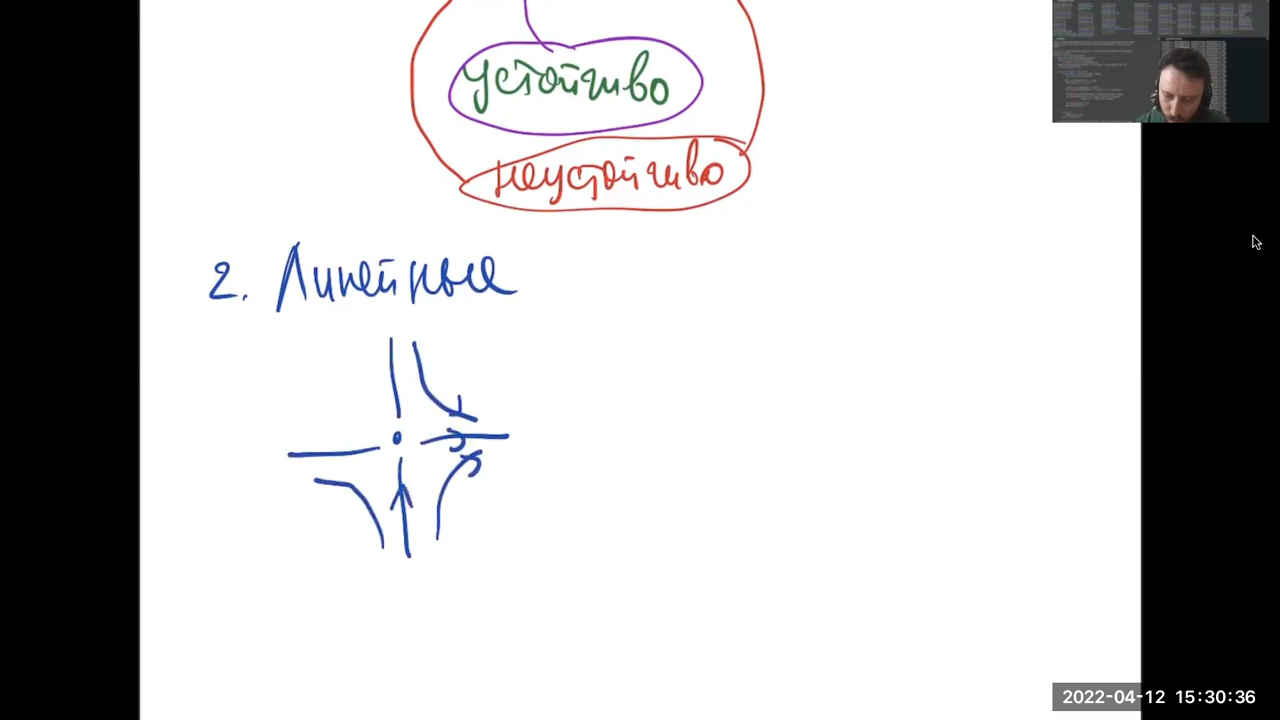 устойчиво
неустойчиво
2. Линейные
2022-04-12 15:30:36